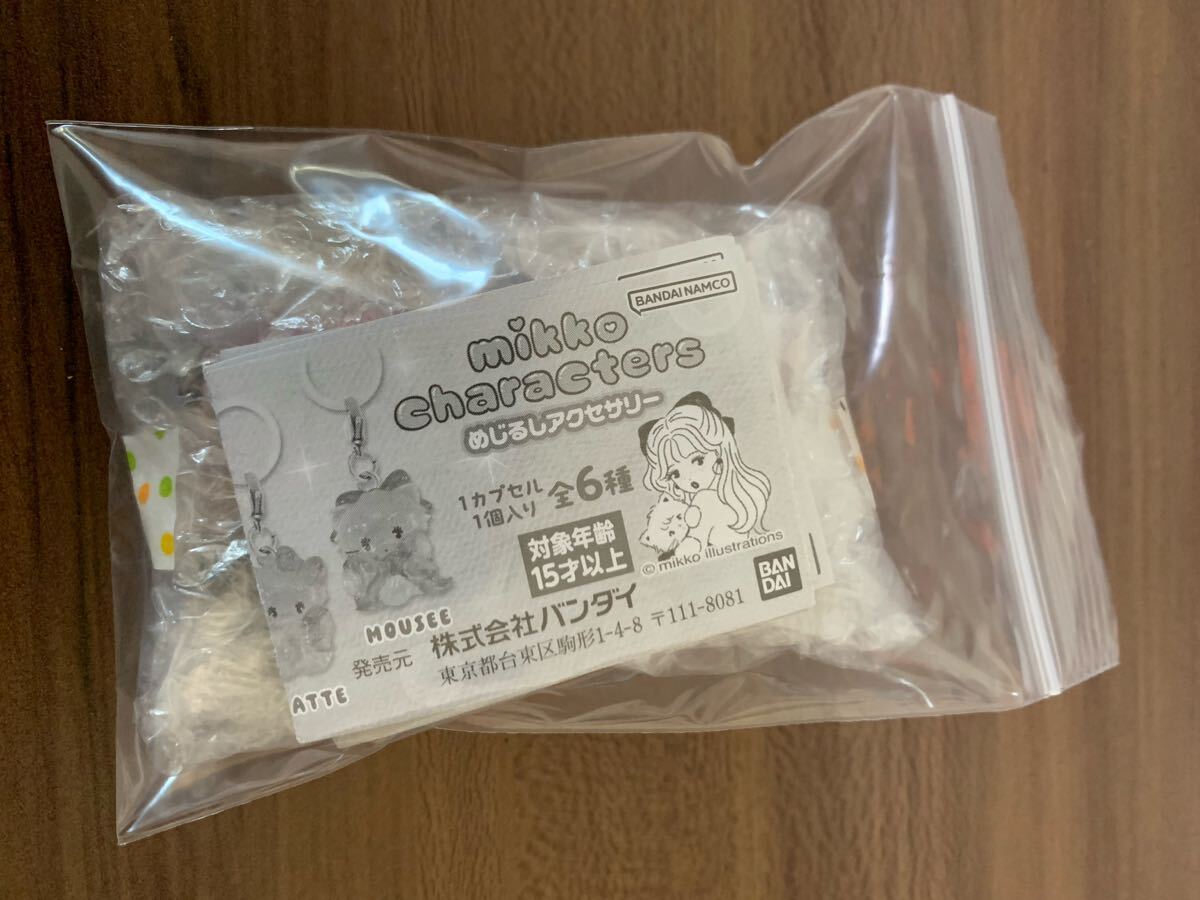 BANDAI NAMCO
mikko
characters
めじるしアクセサリー
1カプセル
1個入り
全6種
対象年齢
15才以上
© mikko illustrations
BAN
DAI
MOUSEE
ATTE
発売元 株式会社バンダイ
東京都台東区駒形1-4-8 〒111-8081